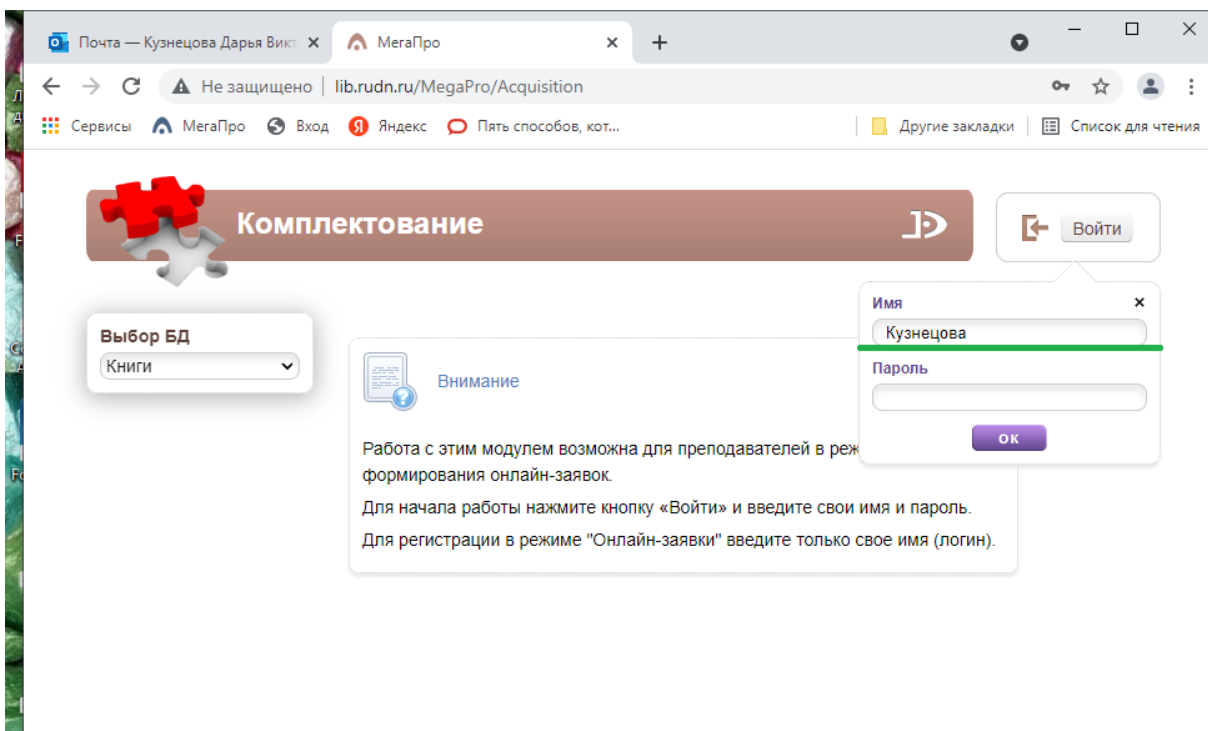 Почта — Кузнецова Дарья Викт
МегаПро
Не защищено
lib.rudn.ru/MegaPro/Acquisition
Сервисы
МегаПро
Вход
Яндекс
Пять способов, кот...
Другие закладки
Список для чтения
Комплектование
Войти
Имя
Кузнецова
Пароль
ок
Выбор БД
Книги
Внимание
Работа с этим модулем возможна для преподавателей в реж
формирования онлайн-заявок.
Для начала работы нажмите кнопку «Войти» и введите свои имя и пароль.
Для регистрации в режиме "Онлайн-заявки" введите только свое имя (логин).